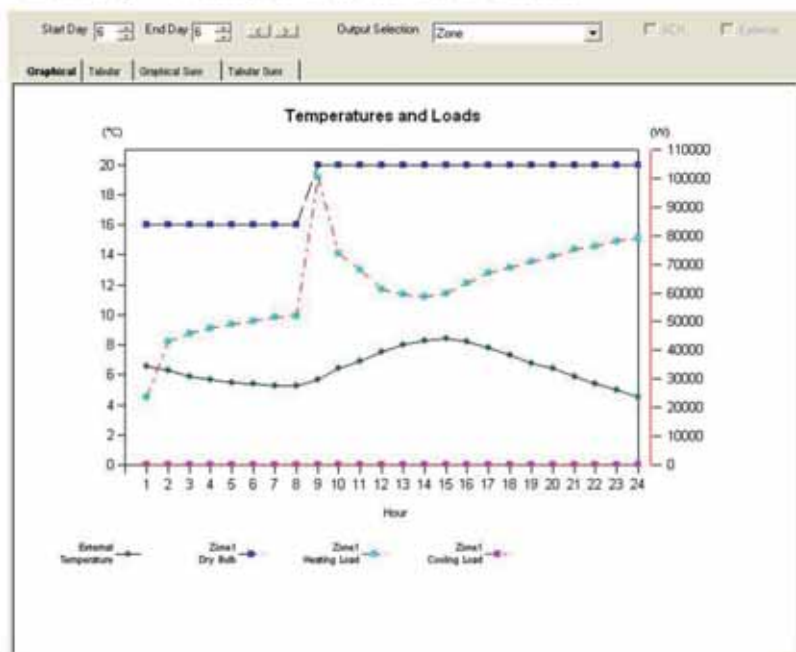 Start Day 6 End Day 6 < > Output Selection Zone ACH External
Graphical Tabular Graphical Sum Tabular Sum
Temperatures and Loads
(°C) (W)
20
18
16
14
12
10
8
6
4
2
0
110000
100000
90000
80000
70000
60000
50000
40000
30000
20000
10000
0
1 2 3 4 5 6 7 8 9 10 11 12 13 14 15 16 17 18 19 20 21 22 23 24
Hour
External Temperature
Zone1 Dry Bulb
Zone1 Heating Load
Zone1 Cooling Load